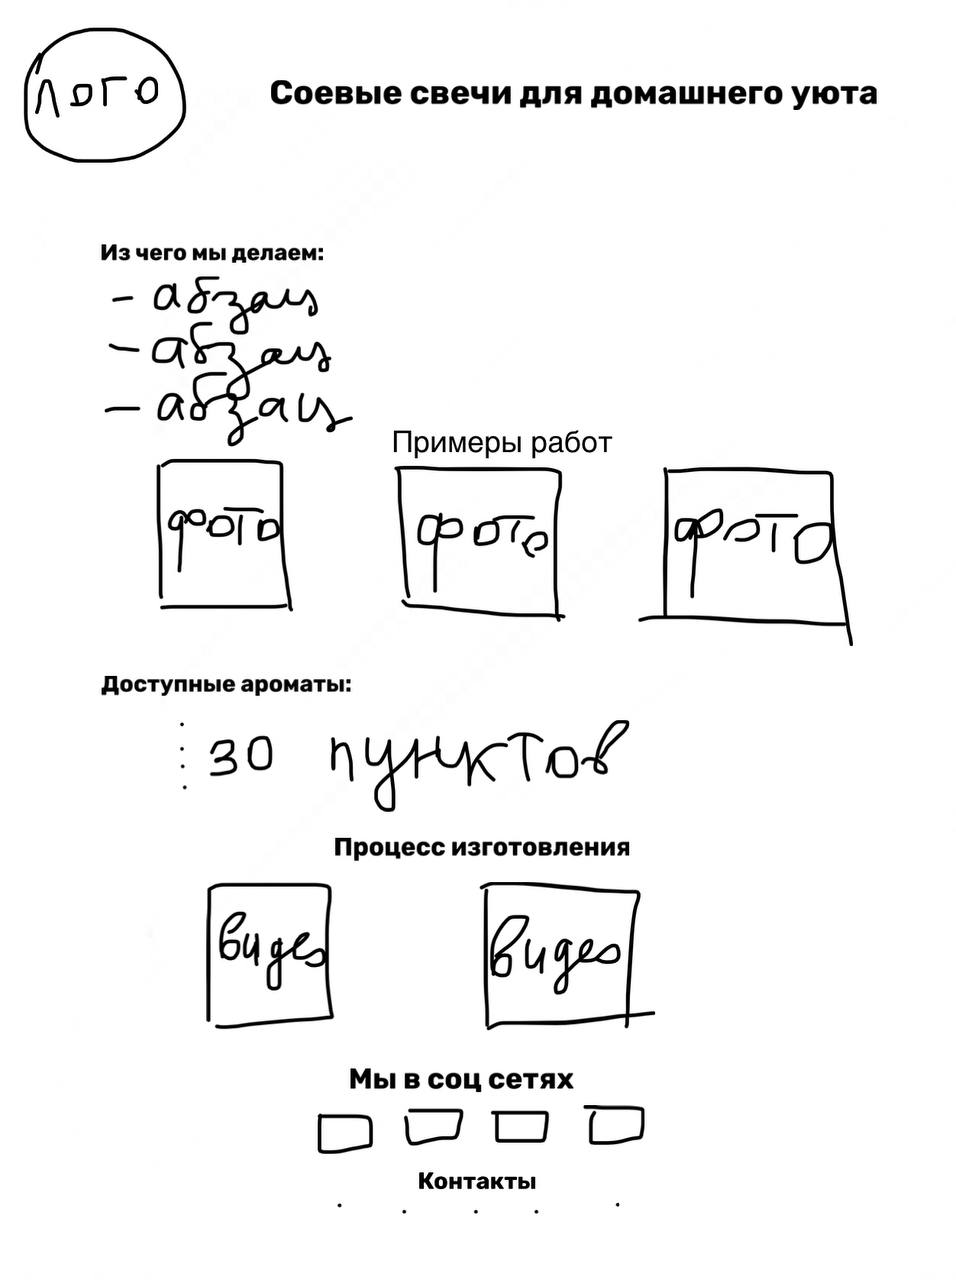 лого
Соевые свечи для домашнего уюта
Из чего мы делаем:
- абзац
- абзац
- абзац
Примеры работ
фото фото фото
Доступные ароматы:
30 пунктов
Процесс изготовления
видео видео
Мы в соц сетях
Контакты